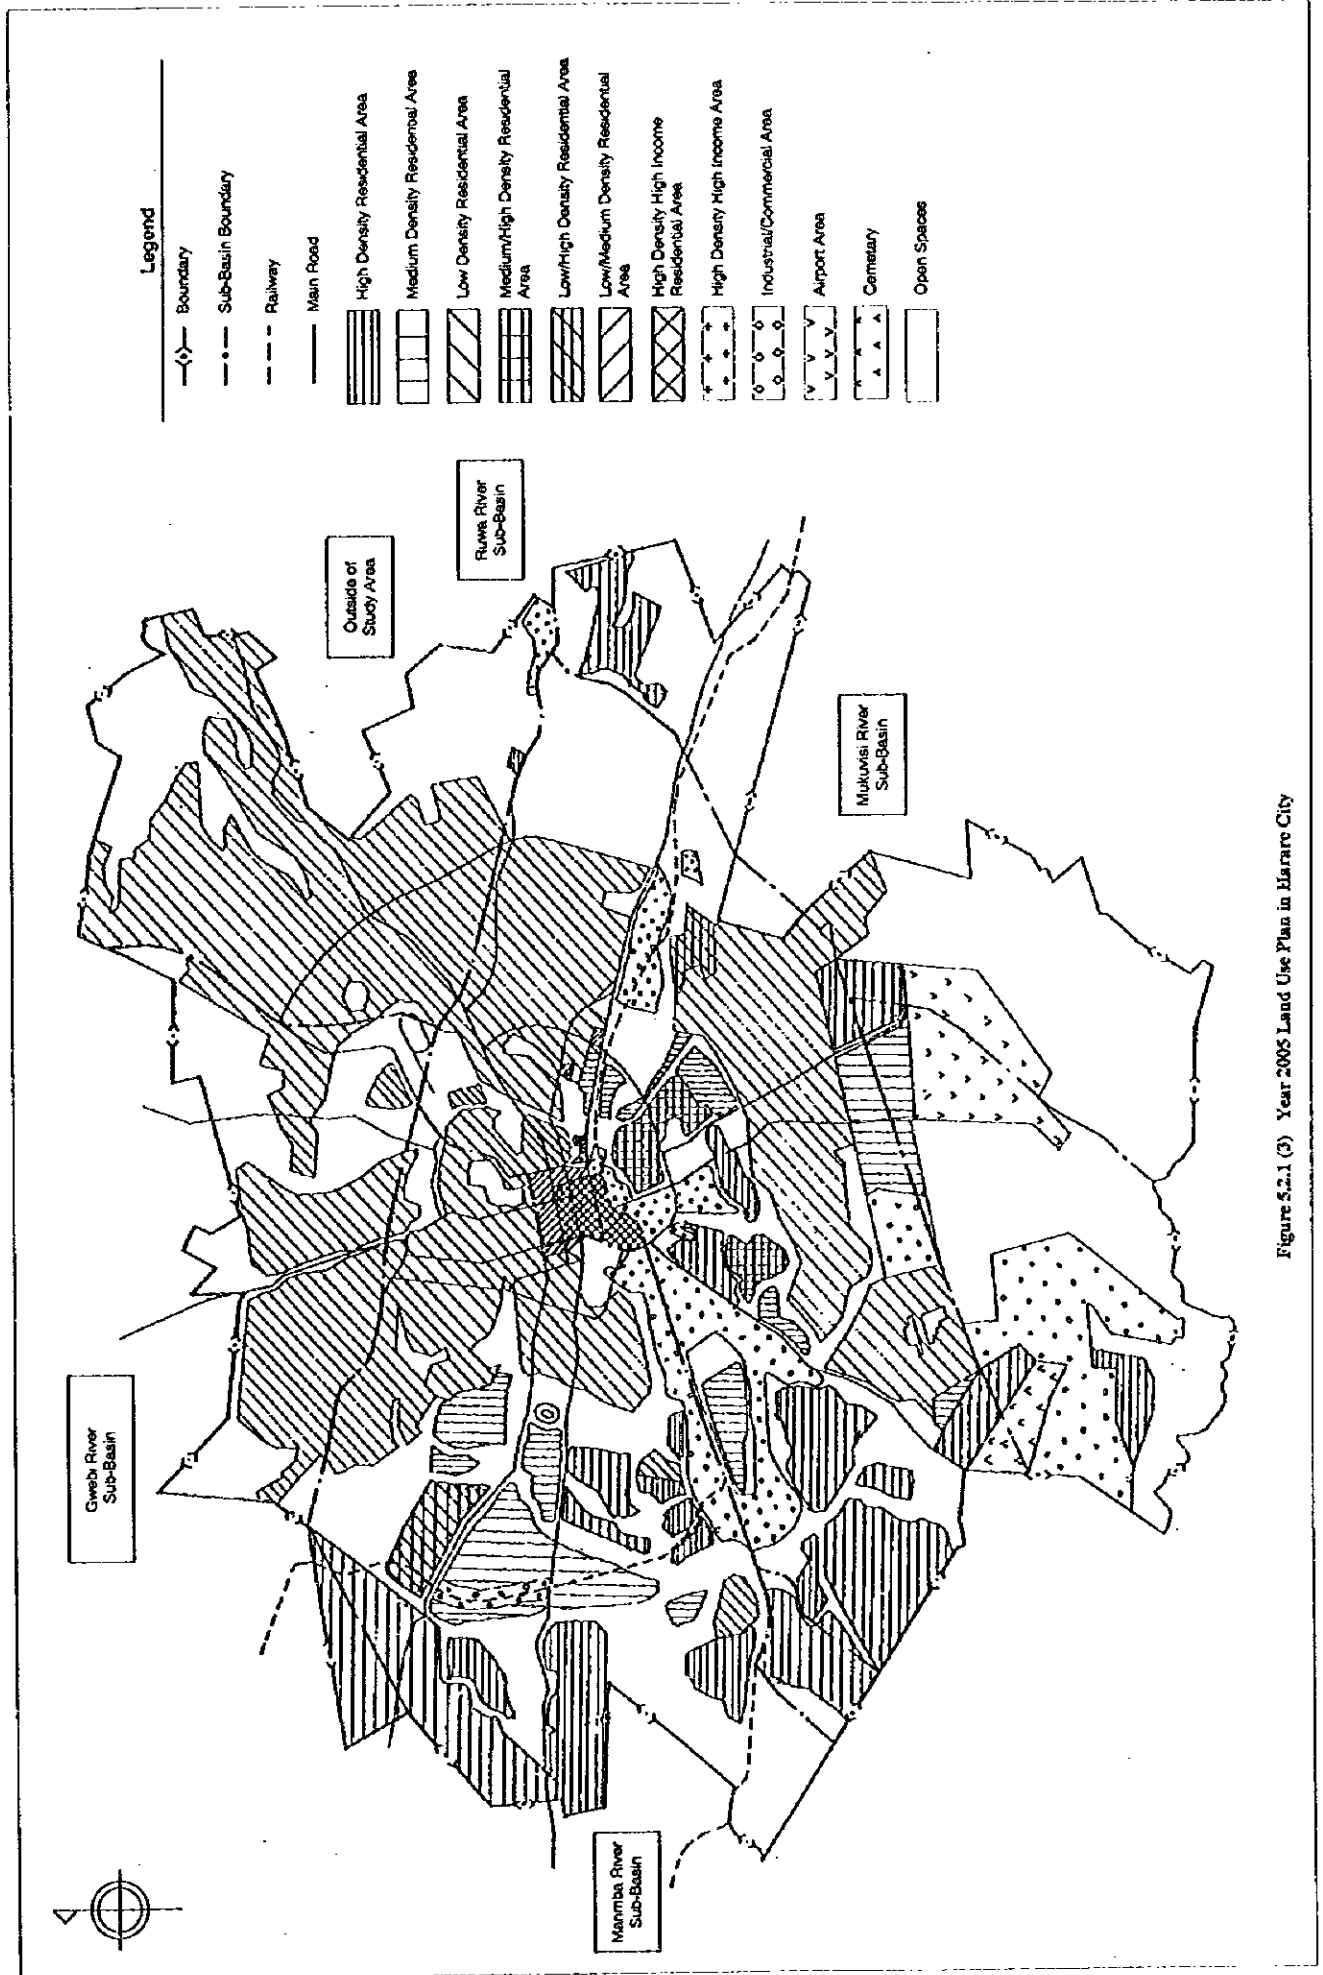 Legend
Boundary
Sub-Basin Boundary
Railway
Main Road
High Density Residential Area
Medium Density Residential Area
Low Density Residential Area
Medium/High Density Residential
Area
Low/High Density Residential Area
Low/Medium Density Residential
Area
High Density High Income
Residential Area
High Density High Income Area
Industrial/Commercial Area
Airport Area
Cemetary
Open Spaces
Gwebi River
Sub-Basin
Outside of
Study Area
Ruwa River
Sub-Basin
Mukuvisi River
Sub-Basin
Manmba River
Sub-Basin
Figure 5.2.1 (3) Year 2005 Land Use Plan in Harare City